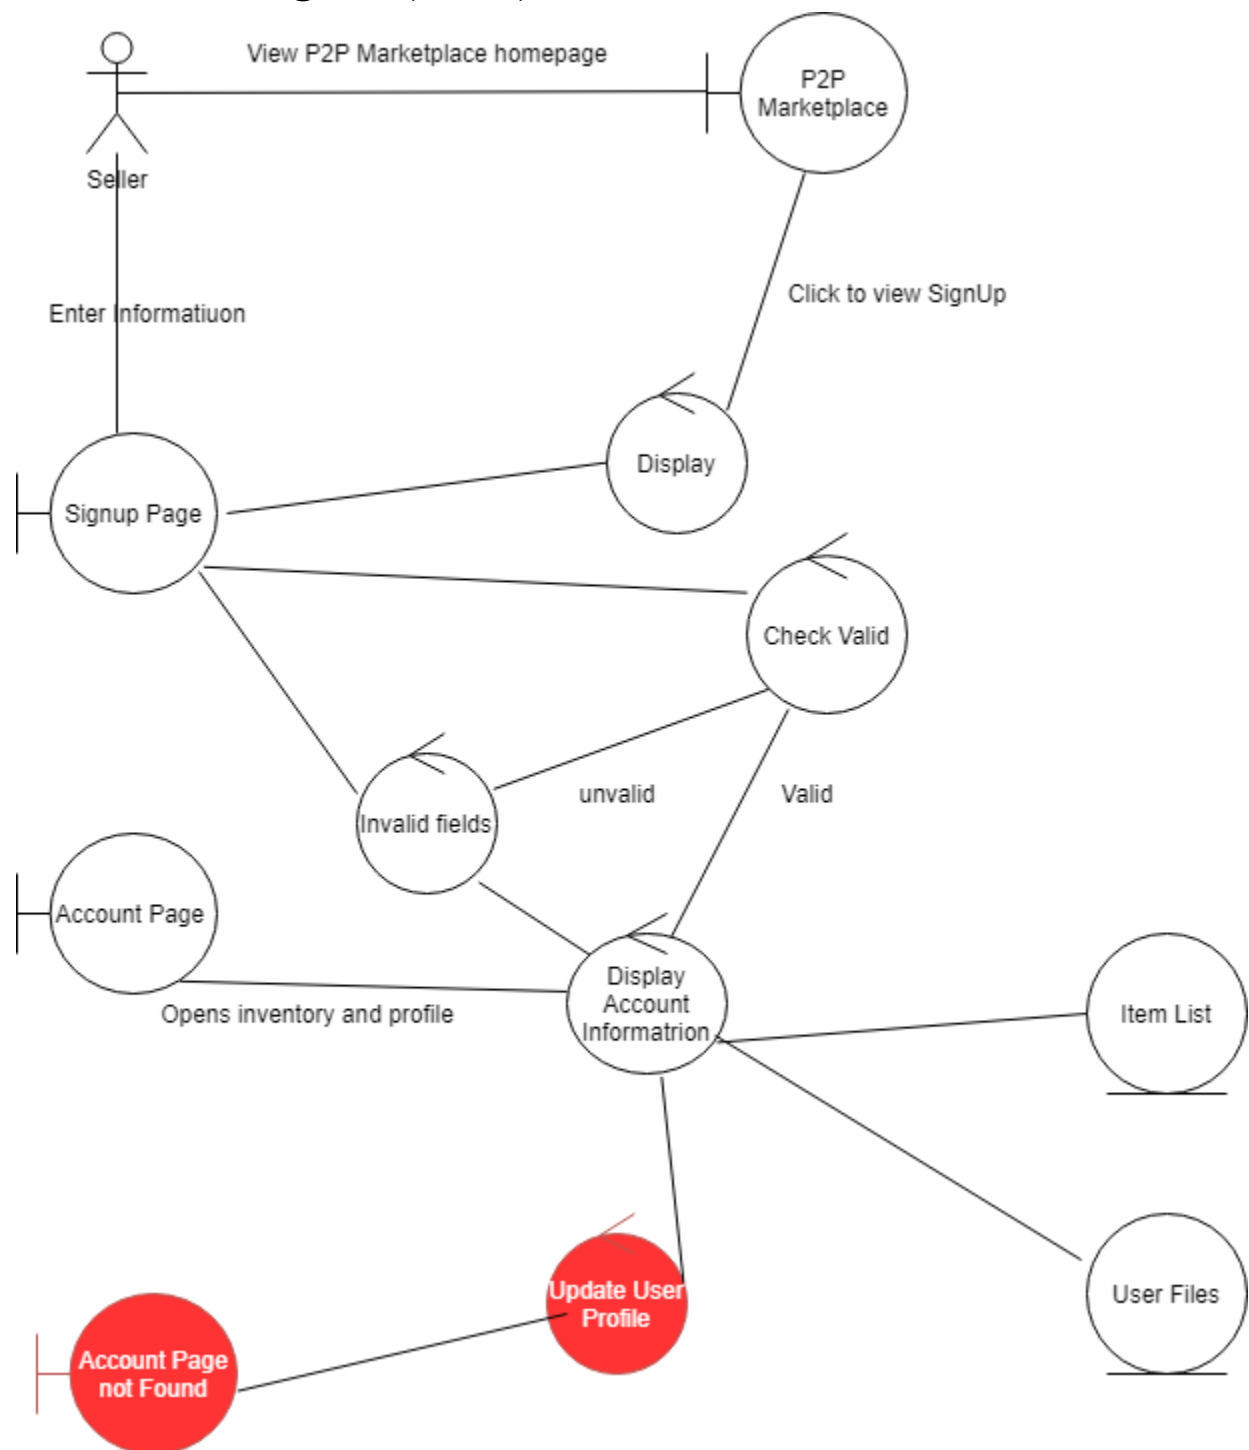 View P2P Marketplace homepage
P2P
Marketplace
Seller
Click to view SignUp
Enter Informatiuon
Display
Signup Page
Check Valid
unvalid
Valid
Invalid fields
Account Page
Display
Account
Informatrion
Opens inventory and profile
Item List
Update User
Profile
User Files
Account Page
not Found